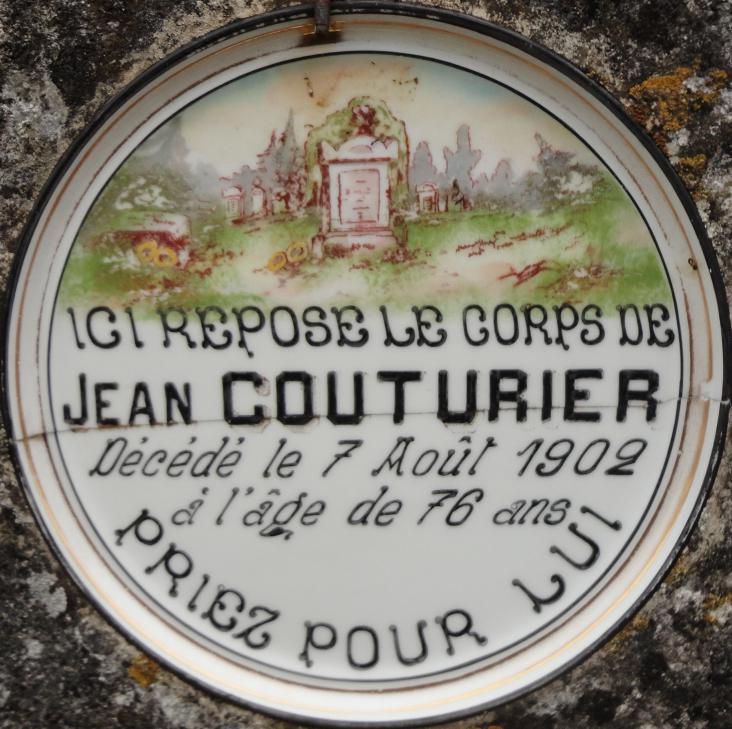 ICI REPOSE LE CORPS DE
JEAN COUTURIER
Décédé le 7 Août 1902
à l'âge de 76 ans
PRIEZ POUR LUI